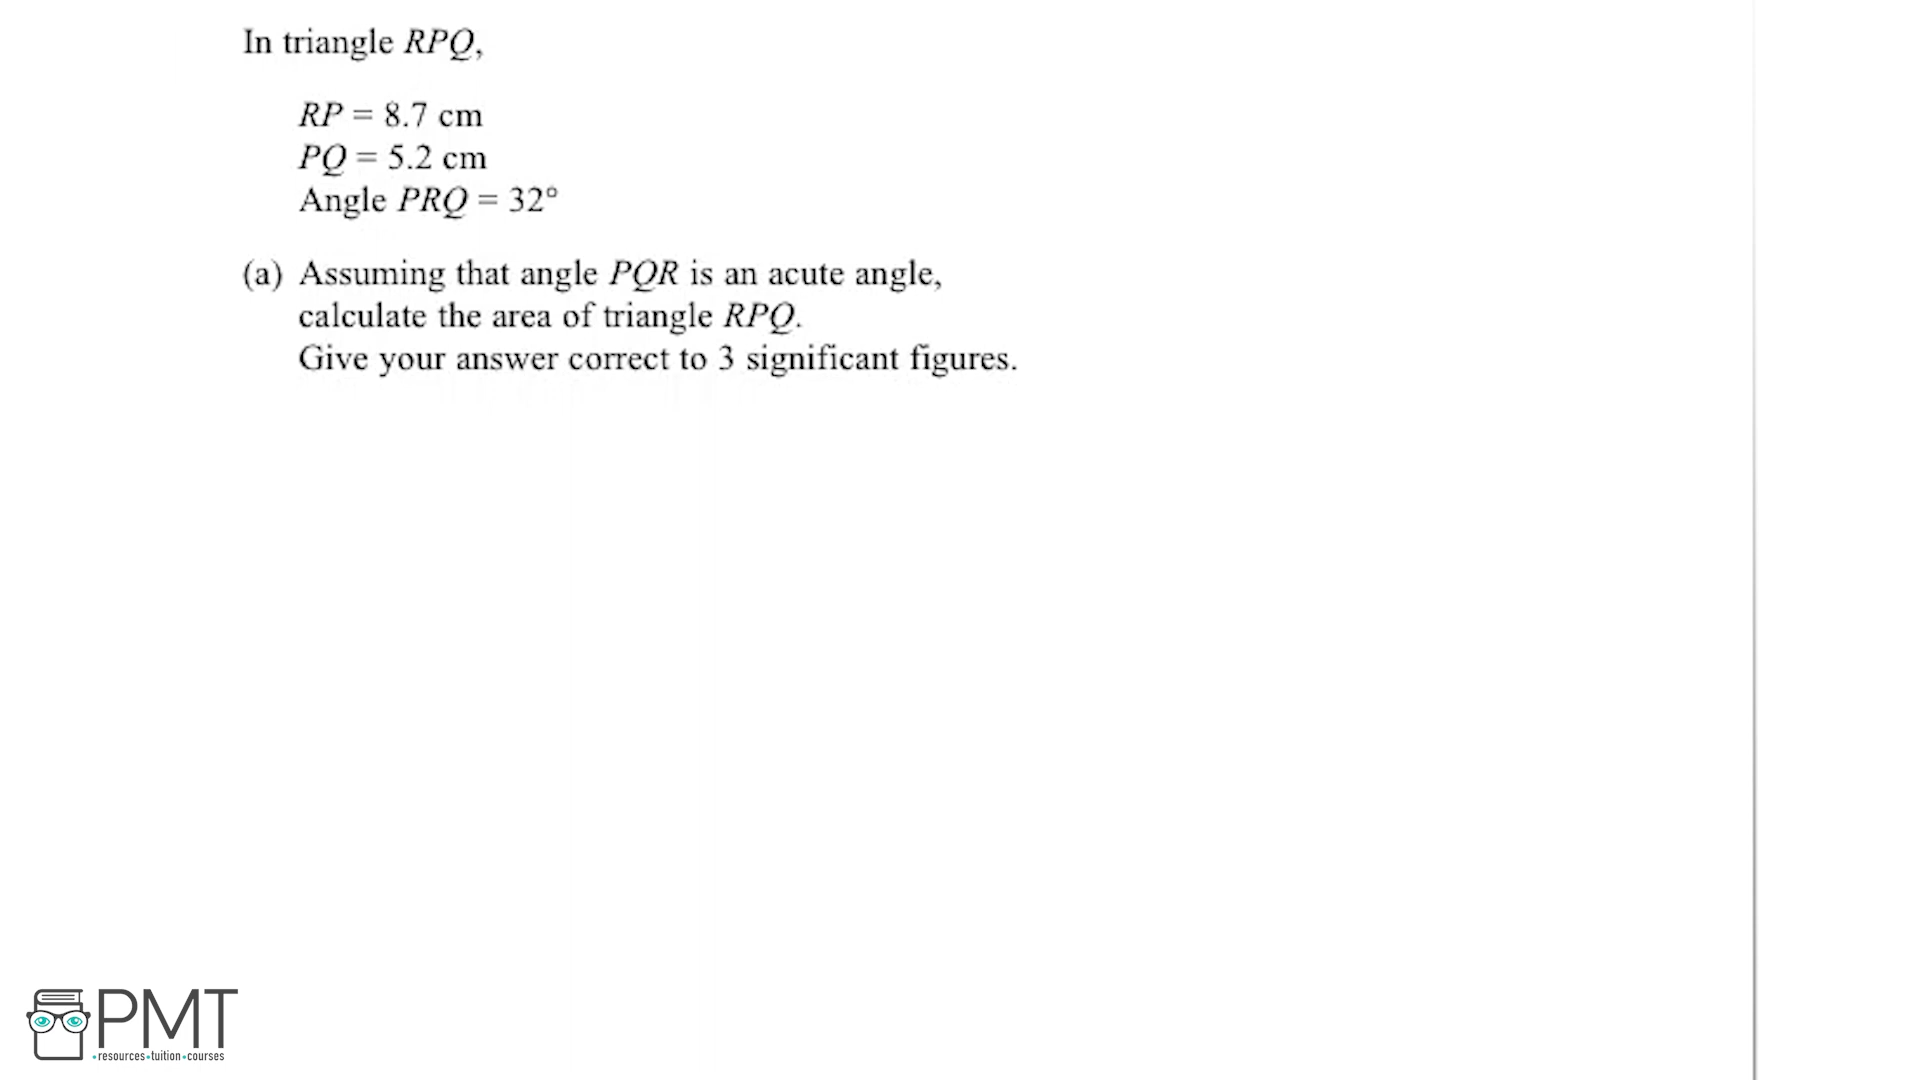 In triangle RPQ,
RP = 8.7 cm
PQ = 5.2 cm
Angle PRQ = 32°
(a) Assuming that angle PQR is an acute angle,
calculate the area of triangle RPQ.
Give your answer correct to 3 significant figures.
PMT
•resources•tuition•courses